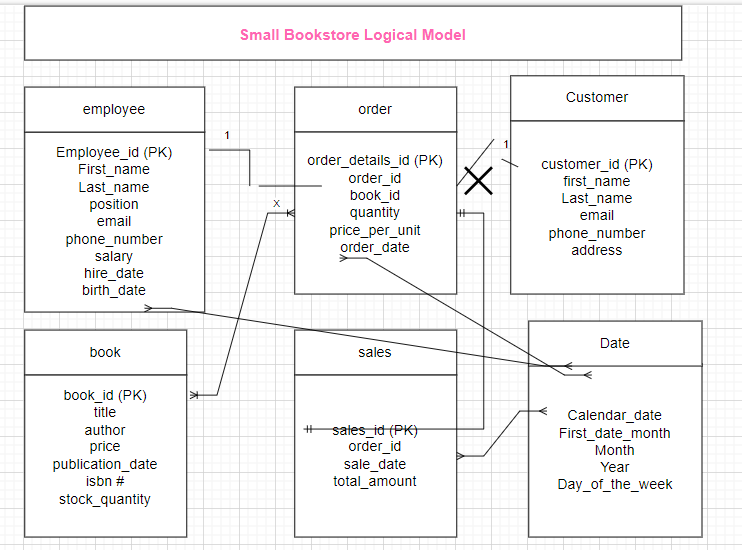 Small Bookstore Logical Model
employee
Employee_id (PK)
First_name
Last_name
position
email
phone_number
salary
hire_date
birth_date
1
order
order_details_id (PK)
order_id
book_id
quantity
price_per_unit
order_date
X
1
Customer
customer_id (PK)
first_name
Last_name
email
phone_number
address
book
book_id (PK)
title
author
price
publication_date
isbn #
stock_quantity
sales
sales_id (PK)
order_id
sale_date
total_amount
Date
Calendar_date
First_date_month
Month
Year
Day_of_the_week